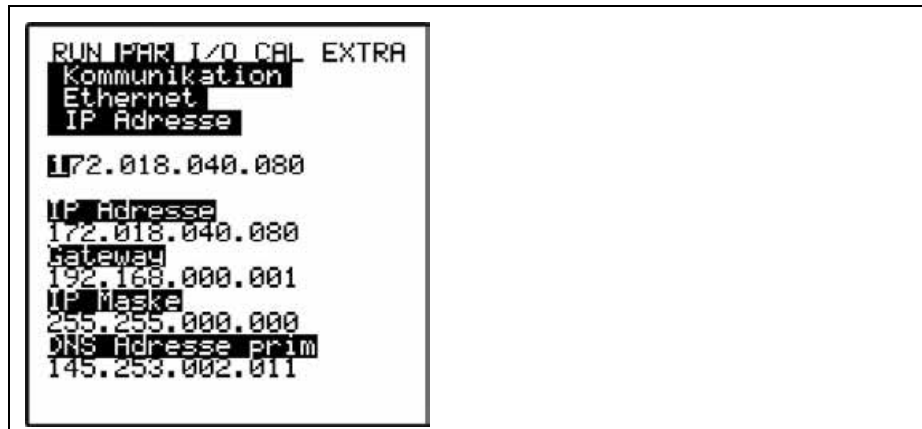 RUN PAR I/O CAL EXTRA
Kommunikation
Ethernet
IP Adresse
172.018.040.080
IP Adresse
172.018.040.080
Gateway
192.168.000.001
IP Maske
255.255.000.000
DNS Adresse prim
145.253.002.011